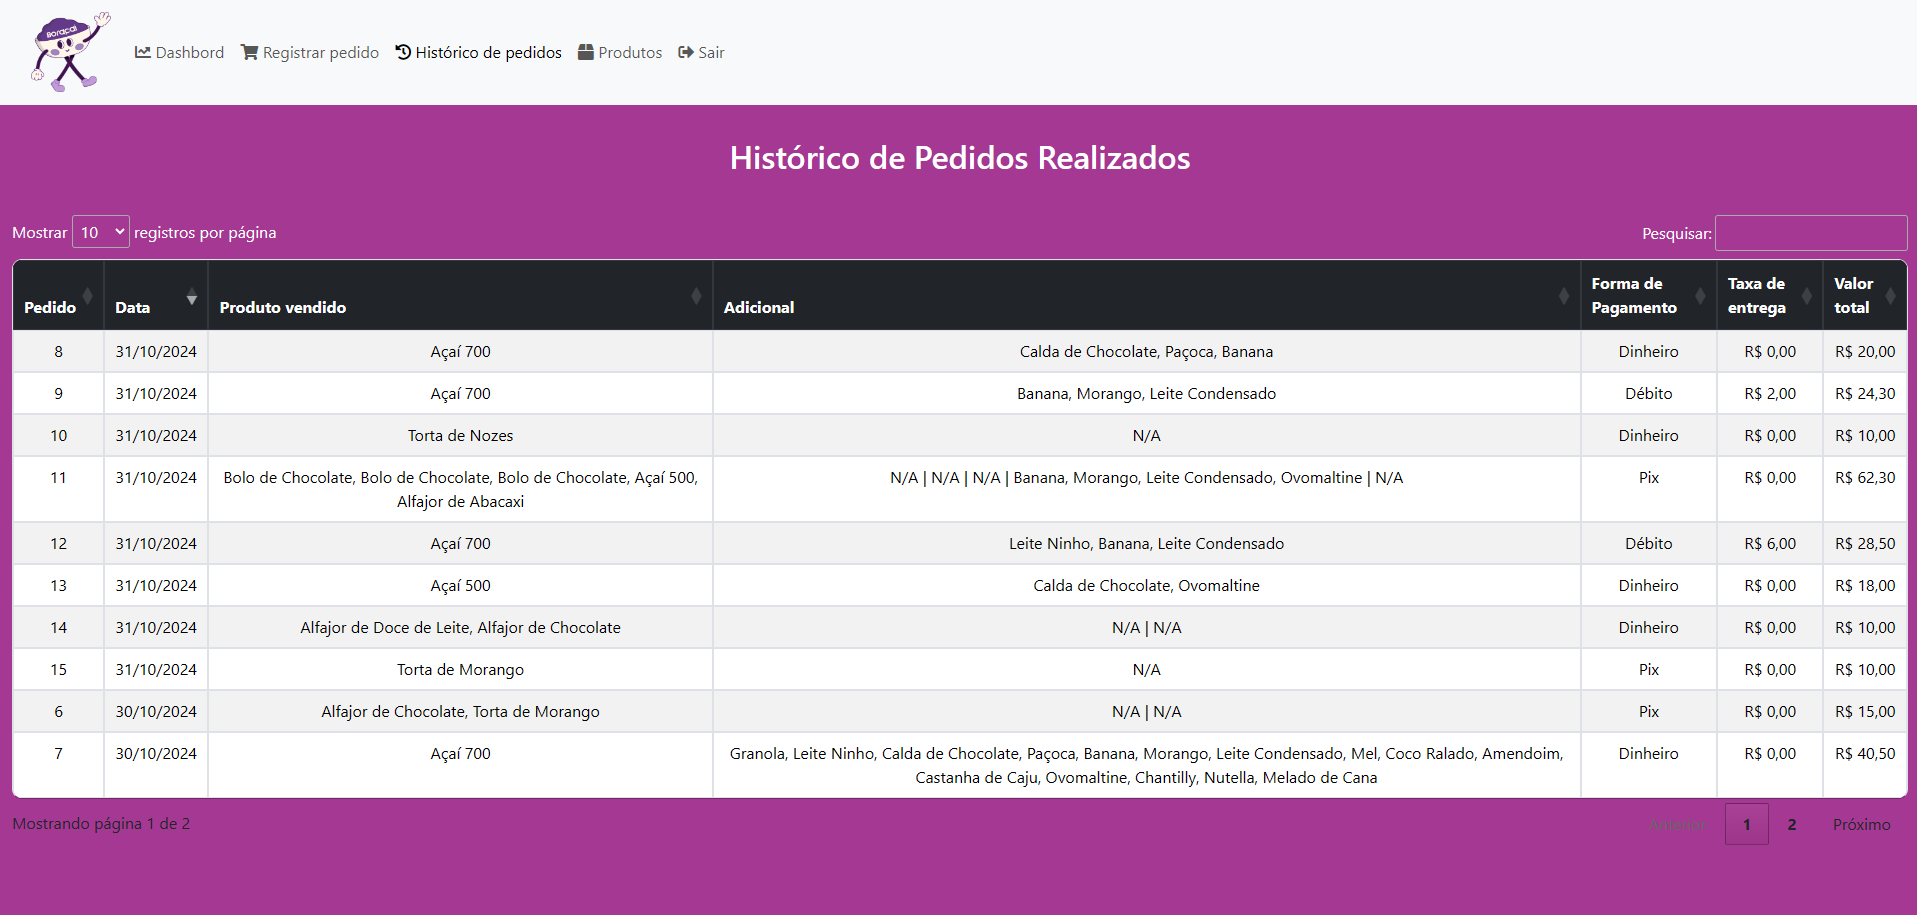 Boraçaí
Dashbord Registrar pedido Histórico de pedidos Produtos Sair
Histórico de Pedidos Realizados
Mostrar 10 registros por página Pesquisar:
Pedido Data Produto vendido Adicional Forma de Pagamento Taxa de entrega Valor total
8 31/10/2024 Açaí 700 Calda de Chocolate, Paçoca, Banana Dinheiro R$ 0,00 R$ 20,00
9 31/10/2024 Açaí 700 Banana, Morango, Leite Condensado Débito R$ 2,00 R$ 24,30
10 31/10/2024 Torta de Nozes N/A Dinheiro R$ 0,00 R$ 10,00
11 31/10/2024 Bolo de Chocolate, Bolo de Chocolate, Bolo de Chocolate, Açaí 500, N/A | N/A | N/A | Banana, Morango, Leite Condensado, Ovomaltine | N/A Pix R$ 0,00 R$ 62,30
Alfajor de Abacaxi
12 31/10/2024 Açaí 700 Leite Ninho, Banana, Leite Condensado Débito R$ 6,00 R$ 28,50
13 31/10/2024 Açaí 500 Calda de Chocolate, Ovomaltine Dinheiro R$ 0,00 R$ 18,00
14 31/10/2024 Alfajor de Doce de Leite, Alfajor de Chocolate N/A | N/A Dinheiro R$ 0,00 R$ 10,00
15 31/10/2024 Torta de Morango N/A Pix R$ 0,00 R$ 10,00
6 30/10/2024 Alfajor de Chocolate, Torta de Morango N/A | N/A Pix R$ 0,00 R$ 15,00
7 30/10/2024 Açaí 700 Granola, Leite Ninho, Calda de Chocolate, Paçoca, Banana, Morango, Leite Condensado, Mel, Coco Ralado, Amendoim, Dinheiro R$ 0,00 R$ 40,50
Castanha de Caju, Ovomaltine, Chantilly, Nutella, Melado de Cana
Mostrando página 1 de 2 Anterior 1 2 Próximo